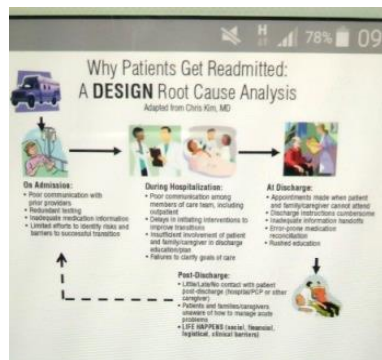 H
78%
09
Why Patients Get Readmitted:
A DESIGN Root Cause Analysis
Adapted from Chris Kim, MD
On Admission:
• Poor communication with
prior providers
• Redundant testing
• Inadequate medication information
• Limited efforts to identify risks and
barriers to successful transition
During Hospitalization:
• Poor communication among
members of care team, including
outpatient
• Delays in initiating interventions to
improve transitions
• Insufficient involvement of patient
and family/caregiver in discharge
education/plan
• Failures to clarify goals of care
At Discharge:
• Appointments made when patient
and family/caregiver cannot attend
• Discharge instructions cumbersome
• Inadequate information handoffs
• Error-prone medication
reconciliation
• Rushed education
Post-Discharge:
• Little/Late/No contact with patient
post-discharge (hospital/PCP or other
caregiver)
• Patients and families/caregivers
unaware of how to manage acute
problems
• LIFE HAPPENS (social, financial,
logistical, clinical barriers)